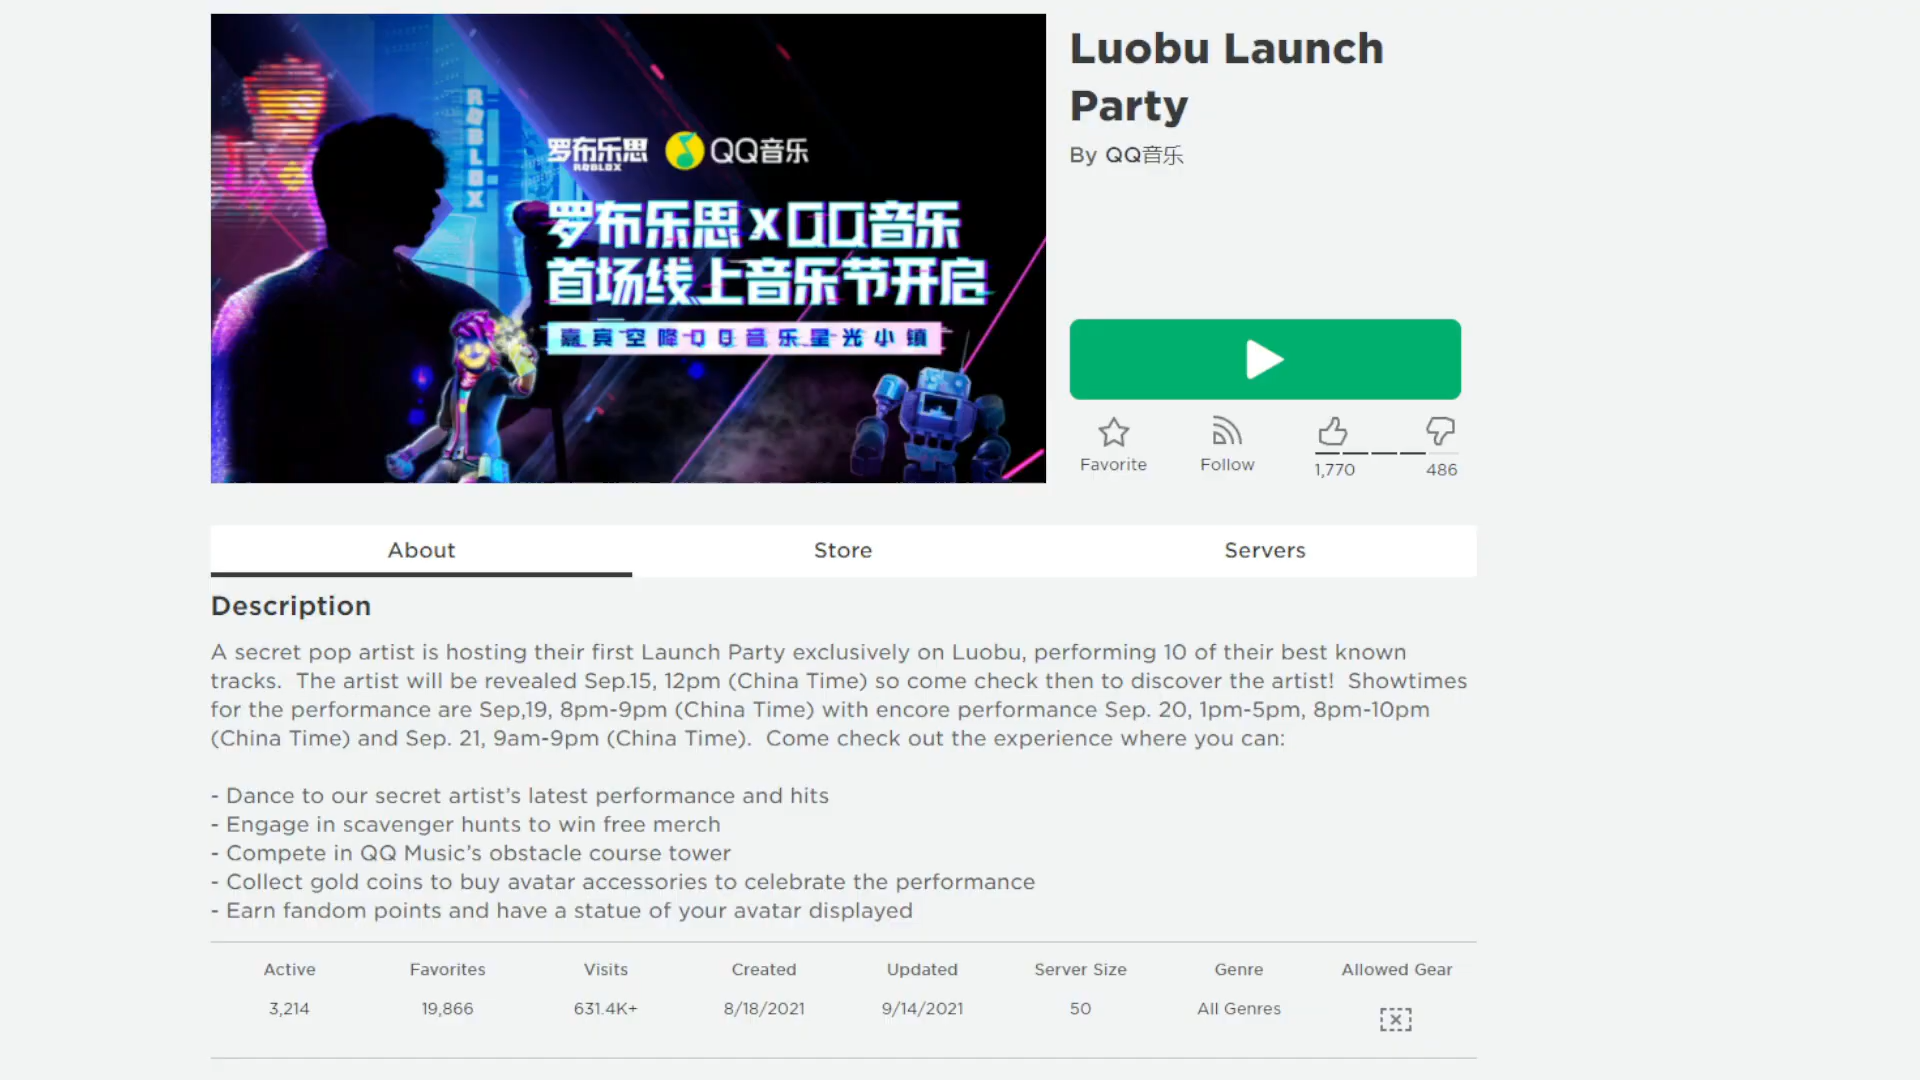 ROBLOX
罗布乐思
ROBLOX
QQ音乐
罗布乐思 X QQ音乐
首场线上音乐节开启
嘉宾空降QQ音乐星光小镇
Luobu Launch
Party
By QQ音乐
Favorite
Follow
1,770
486
About
Store
Servers
Description
A secret pop artist is hosting their first Launch Party exclusively on Luobu, performing 10 of their best known
tracks.  The artist will be revealed Sep.15, 12pm (China Time) so come check then to discover the artist!  Showtimes
for the performance are Sep,19, 8pm-9pm (China Time) with encore performance Sep. 20, 1pm-5pm, 8pm-10pm
(China Time) and Sep. 21, 9am-9pm (China Time).  Come check out the experience where you can:
- Dance to our secret artist’s latest performance and hits
- Engage in scavenger hunts to win free merch
- Compete in QQ Music’s obstacle course tower
- Collect gold coins to buy avatar accessories to celebrate the performance
- Earn fandom points and have a statue of your avatar displayed
Active Favorites Visits Created Updated Server Size Genre Allowed Gear
3,214 19,866 631.4K+ 8/18/2021 9/14/2021 50 All Genres